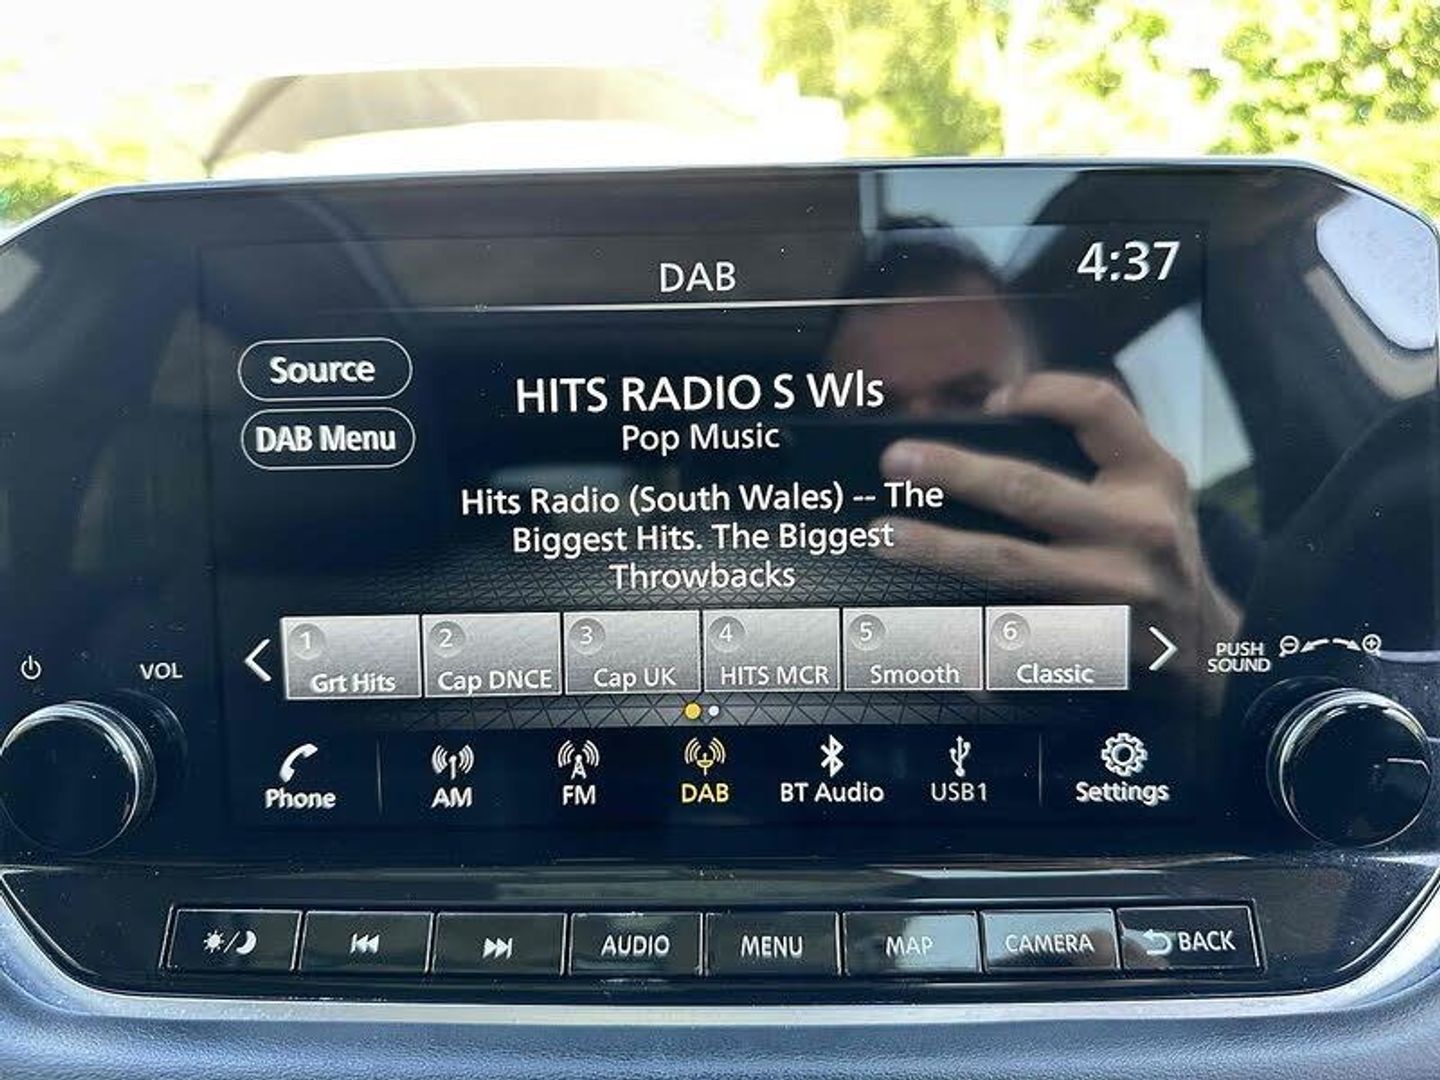 DAB
4:37
Source
DAB Menu
HITS RADIO S Wls
Pop Music
Hits Radio (South Wales) -- The
Biggest Hits. The Biggest
Throwbacks
1
Grt Hits
2
Cap DNCE
3
Cap UK
4
HITS MCR
5
Smooth
6
Classic
VOL
PUSH
SOUND
Phone
AM
FM
DAB
BT Audio
USB1
Settings
AUDIO
MENU
MAP
CAMERA
BACK